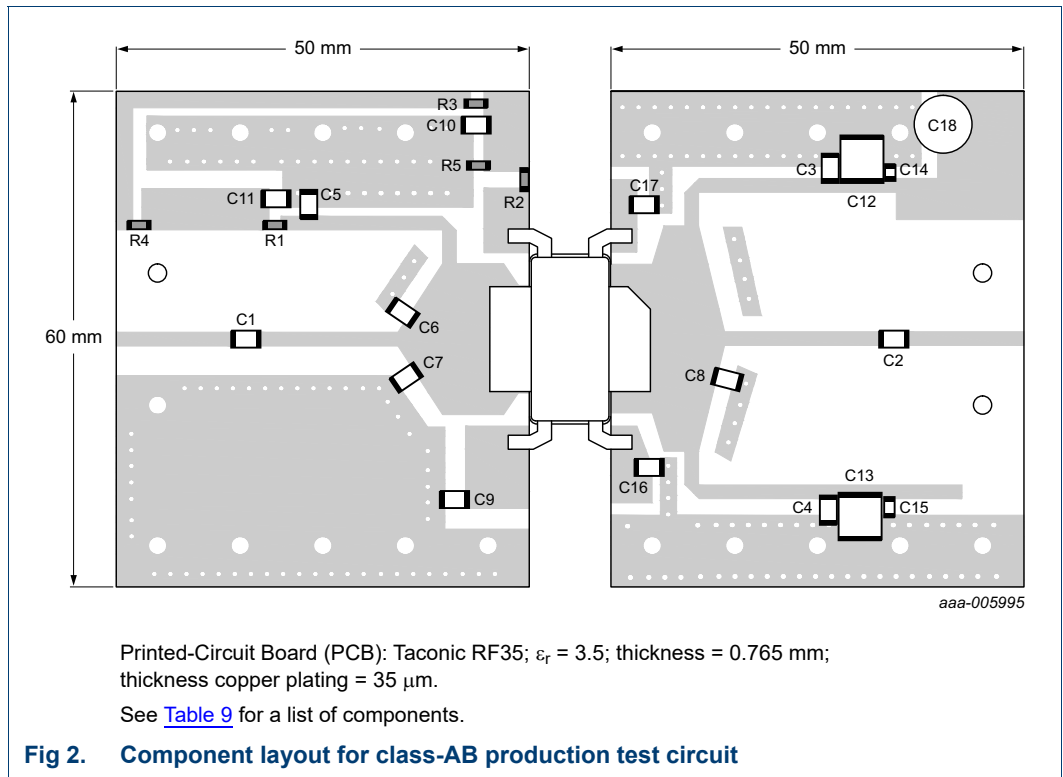 50 mm
50 mm
60 mm
R3
C10
R5
C11
C5
R2
R4
R1
C1
C6
C7
C9
C18
C3
C14
C12
C17
C2
C8
C13
C16
C4
C15
aaa-005995
Printed-Circuit Board (PCB): Taconic RF35; εr = 3.5; thickness = 0.765 mm;
thickness copper plating = 35 μm.
See Table 9 for a list of components.
Fig 2. Component layout for class-AB production test circuit